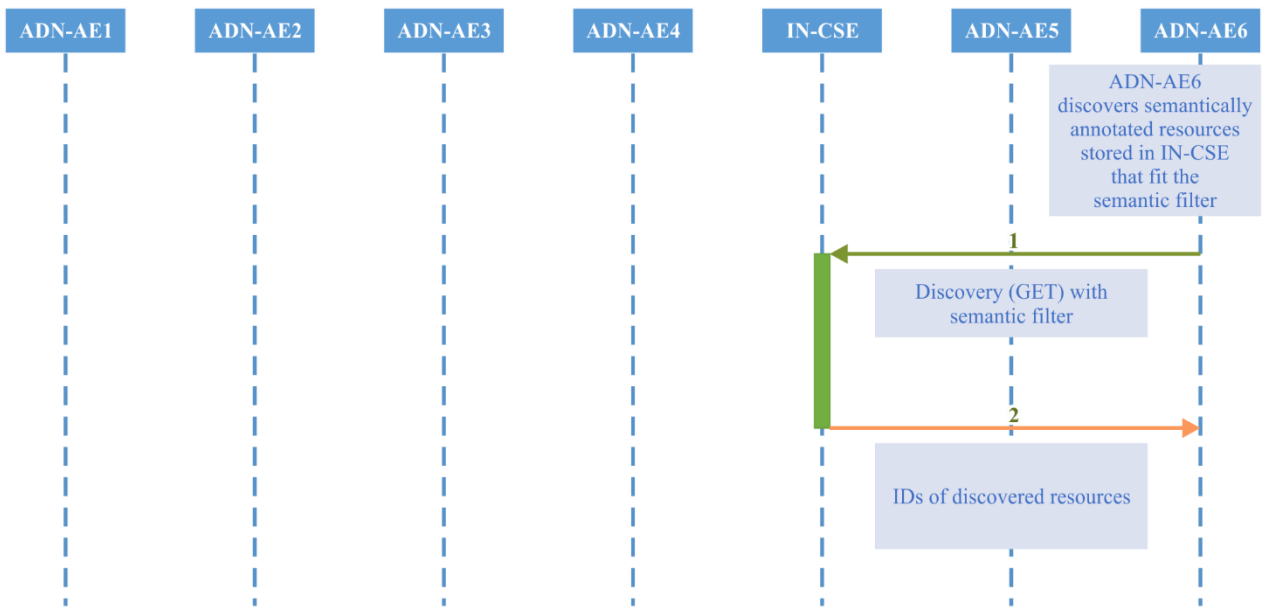 ADN-AE1
ADN-AE2
ADN-AE3
ADN-AE4
IN-CSE
ADN-AE5
ADN-AE6
ADN-AE6
discovers semantically
annotated resources
stored in IN-CSE
that fit the
semantic filter
1
Discovery (GET) with
semantic filter
2
IDs of discovered resources